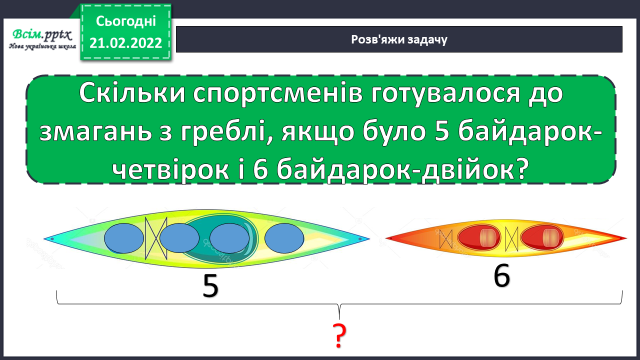 Всім.pptx
Нова українська школа
Сьогодні
21.02.2022
Розв'яжи задачу
Скільки спортсменів готувалося до
змагань з греблі, якщо було 5 байдарок-
четвірок і 6 байдарок-двійок?
5
6
?